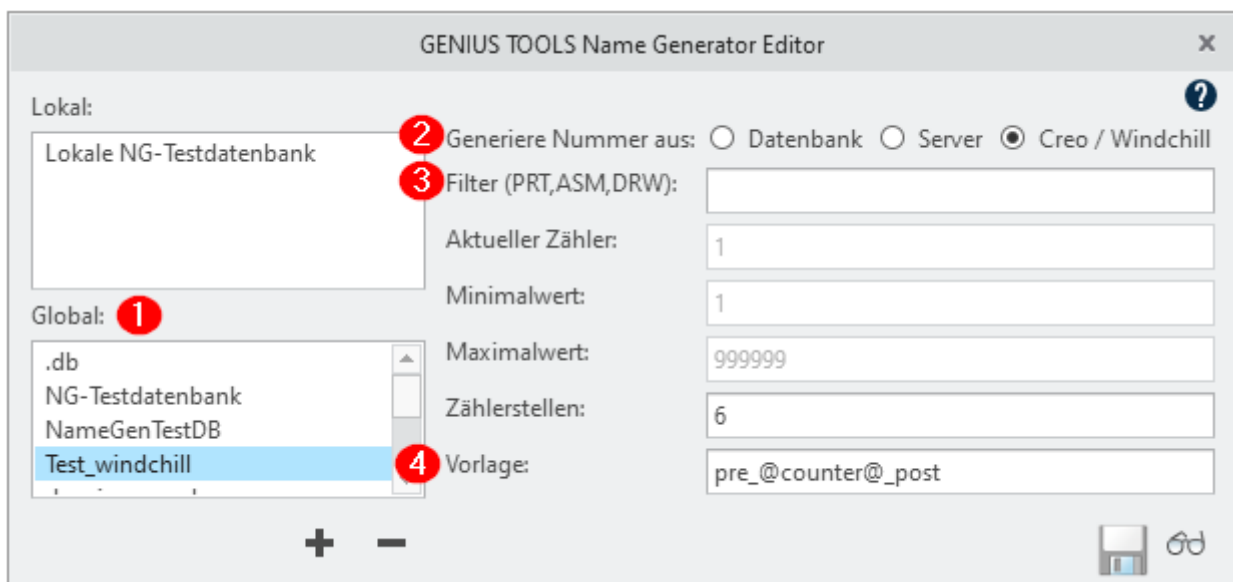 GENIUS TOOLS Name Generator Editor
Lokal:
Lokale NG-Testdatenbank
Global: 1
.db
NG-Testdatenbank
NameGenTestDB
Test_windchill
2 Generiere Nummer aus: Datenbank Server Creo / Windchill
3 Filter (PRT,ASM,DRW):
Aktueller Zähler: 1
Minimalwert: 1
Maximalwert: 999999
Zählerstellen: 6
4 Vorlage: pre_@counter@_post